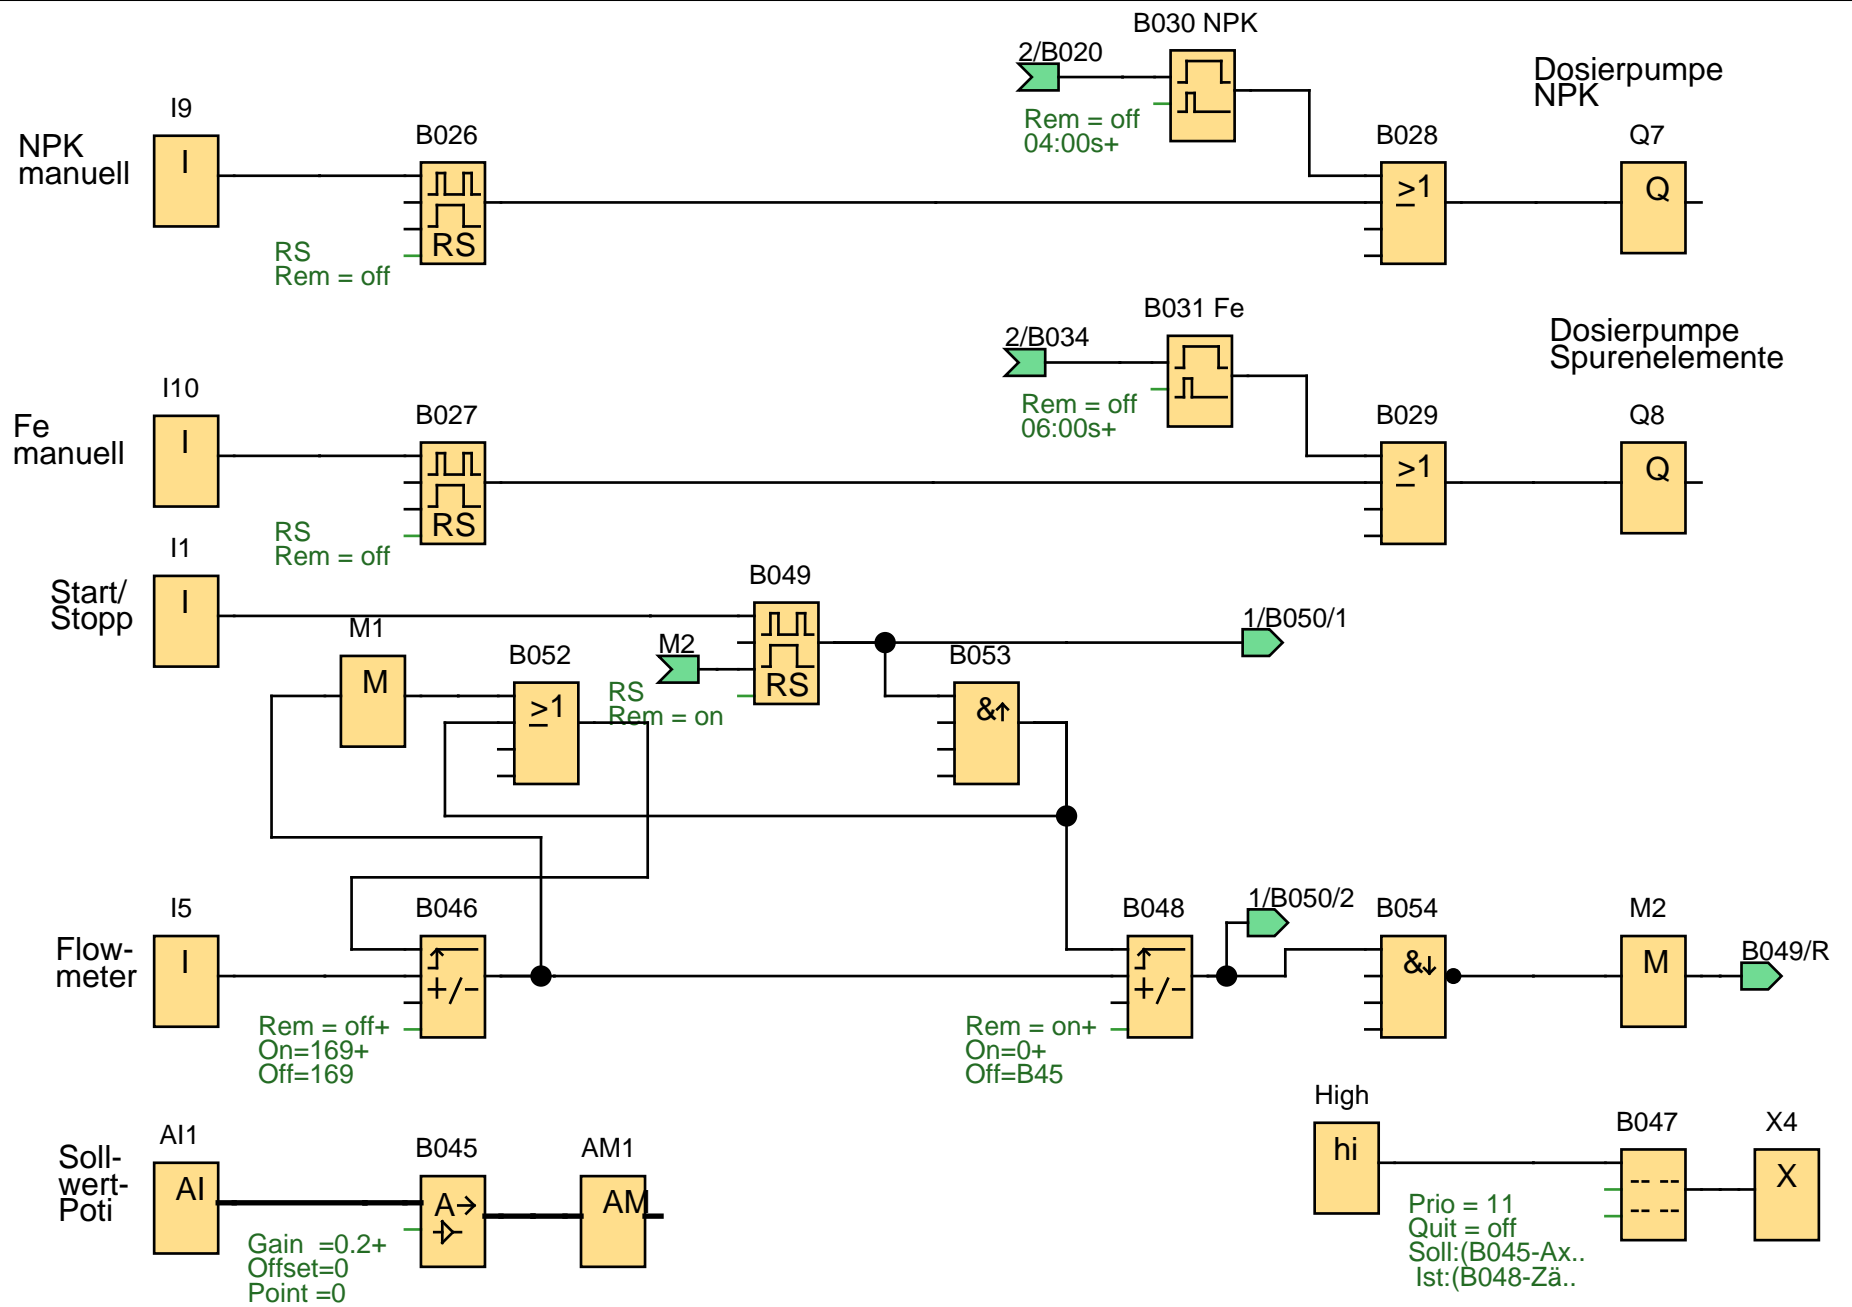 B030 NPK
2/B020
Dosierpumpe
NPK
Rem = off
04:00s+
I9
NPK
manuell
I
B026
RS
RS
Rem = off
B028
≥1
Q7
Q
B031 Fe
2/B034
Dosierpumpe
Spurenelemente
Rem = off
06:00s+
I10
Fe
manuell
I
B027
RS
RS
Rem = off
B029
≥1
Q8
Q
I1
Start/
Stopp
I
B049
RS
M2
RS
Rem = on
1/B050/1
M1
M
B052
≥1
B053
&↑
I5
Flow-
meter
I
B046
+/−
Rem = off+
On=169+
Off=169
B048
+/−
Rem = on+
On=0+
Off=B45
1/B050/2
B054
&↓
M2
M
B049/R
AI1
Soll-
wert-
Poti
AI
B045
A→
Gain =0.2+
Offset=0
Point =0
AM1
AM
High
hi
B047
-- --
-- --
Prio = 11
Quit = off
Soll:(B045-Ax..
Ist:(B048-Zä..
X4
X